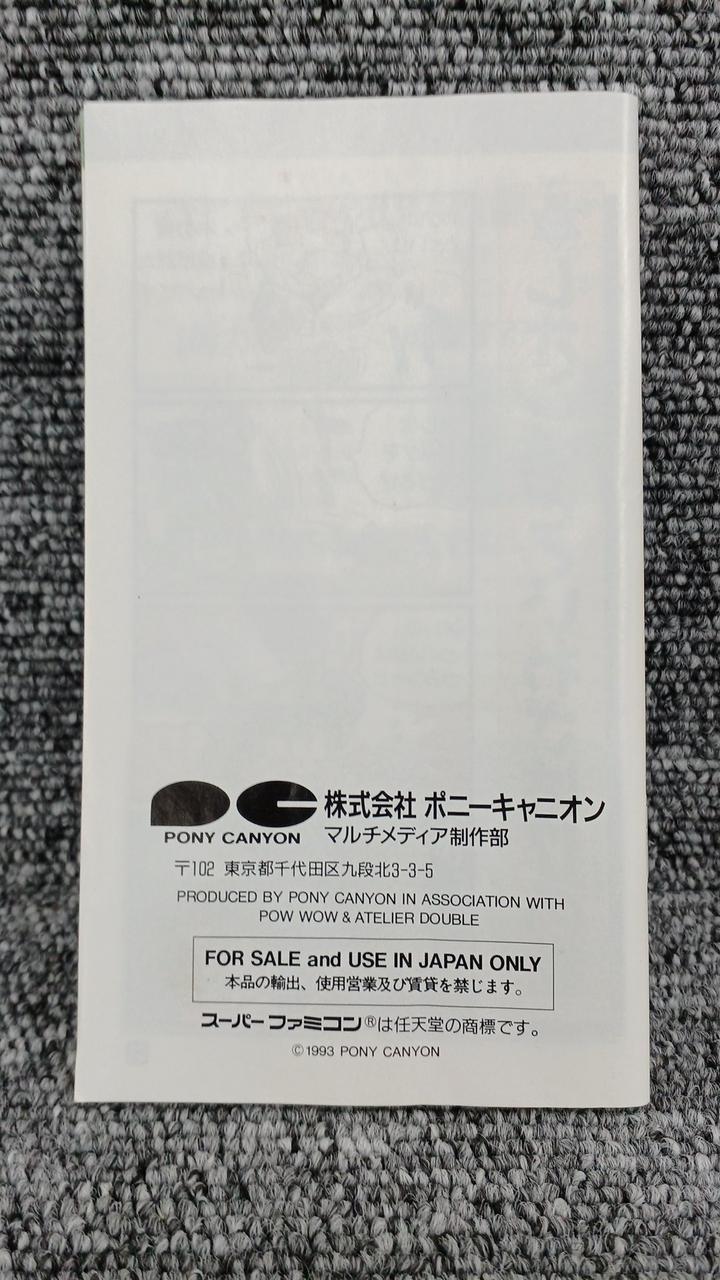 PONY CANYON
株式会社 ポニーキャニオン
マルチメディア制作部
〒102 東京都千代田区九段北3-3-5
PRODUCED BY PONY CANYON IN ASSOCIATION WITH
POW WOW & ATELIER DOUBLE
FOR SALE and USE IN JAPAN ONLY
本品の輸出、使用営業及び賃貸を禁じます。
スーパーファミコン®は任天堂の商標です。
©1993 PONY CANYON